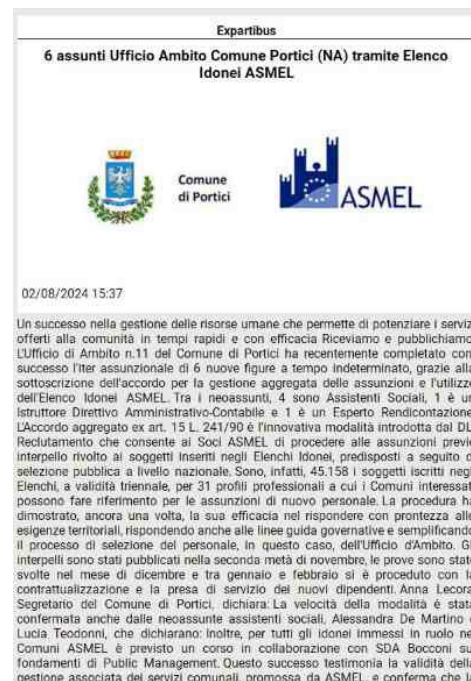 Expartibus
6 assunti Ufficio Ambito Comune Portici (NA) tramite Elenco
Idonei ASMEL
Comune
di Portici
ASMEL
02/08/2024 15:37
Un successo nella gestione delle risorse umane che permette di potenziare i serviz
offerti alla comunità in tempi rapidi e con efficacia Riceviamo e pubblichiamo
L'Ufficio di Ambito n.11 del Comune di Portici ha recentemente completato con
successo l'iter assunzionale di 6 nuove figure a tempo indeterminato, grazie alla
sottoscrizione dell'accordo per la gestione aggregata delle assunzioni e l'utilizzo
dell'Elenco Idonei ASMEL. Tra i neoassunti, 4 sono Assistenti Sociali, 1 è un
Istruttore Direttivo Amministrativo-Contabile e 1 è un Esperto Rendicontazione
L'Accordo aggregato ex art. 15 L. 241/90 è l'innovativa modalità introdotta dal DL
Reclutamento che consente ai Soci ASMEL di procedere alle assunzioni previo
interpello rivolto ai soggetti inseriti negli Elenchi Idonei, predisposti a seguito d
selezione pubblica a livello nazionale. Sono, infatti, 45.158 i soggetti iscritti negl
Elenchi, a validità triennale, per 31 profili professionali a cui i Comuni interessat
possono fare riferimento per le assunzioni di nuovo personale. La procedura ha
dimostrato, ancora una volta, la sua efficacia nel rispondere con prontezza alle
esigenze territoriali, rispondendo anche alle linee guida governative e semplificando
il processo di selezione del personale, in questo caso, dell'Ufficio d'Ambito. Gl
interpelli sono stati pubblicati nella seconda metà di novembre, le prove sono state
svolte nel mese di dicembre e tra gennaio e febbraio si è proceduto con la
contrattualizzazione e la presa di servizio dei nuovi dipendenti. Anna Lecora
Segretario del Comune di Portici, dichiara: La velocità della modalità è stata
confermata anche dalle neoassunte assistenti sociali, Alessandra De Martino e
Lucia Teodonni, che dichiarano: Inoltre, per tutti gli idonei immessi in ruolo nei
Comuni ASMEL è previsto un corso in collaborazione con SDA Bocconi sui
fondamenti di Public Management. Questo successo testimonia la validità della
gestione associata dei servizi comunali, promossa da ASMEL, e conferma che la